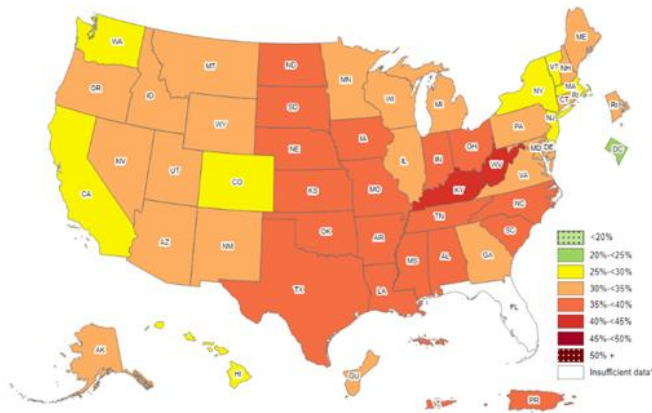 WA
MT
ND
MN
ME
OR
ID
SD
WI
MI
VT
NH
NY
MA
RI
CT
RI
WY
IA
PA
NJ
NE
NV
UT
IL
IN
OH
MD
DE
DC
CA
CO
WV
VA
KS
MO
KY
NC
TN
AZ
NM
OK
AR
SC
MS
AL
GA
TX
LA
FL
AK
HI
GU
VI
PR
<20%
20%-<25%
25%-<30%
30%-<35%
35%-<40%
40%-<45%
45%-<50%
50% +
Insufficient data*